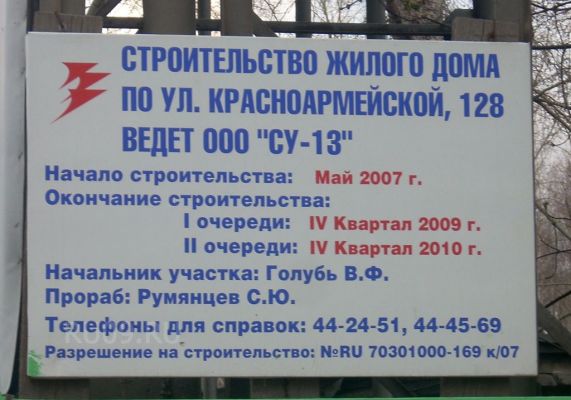 СТРОИТЕЛЬСТВО ЖИЛОГО ДОМА
ПО УЛ. КРАСНОАРМЕЙСКОЙ, 128
ВЕДЕТ ООО "СУ-13"
Начало строительства: Май 2007 г.
Окончание строительства:
I очереди: IV Квартал 2009 г.
II очереди: IV Квартал 2010 г.
Начальник участка: Голубь В.Ф.
Прораб: Румянцев С.Ю.
Телефоны для справок: 44-24-51, 44-45-69
Разрешение на строительство: №RU 70301000-169 к/07